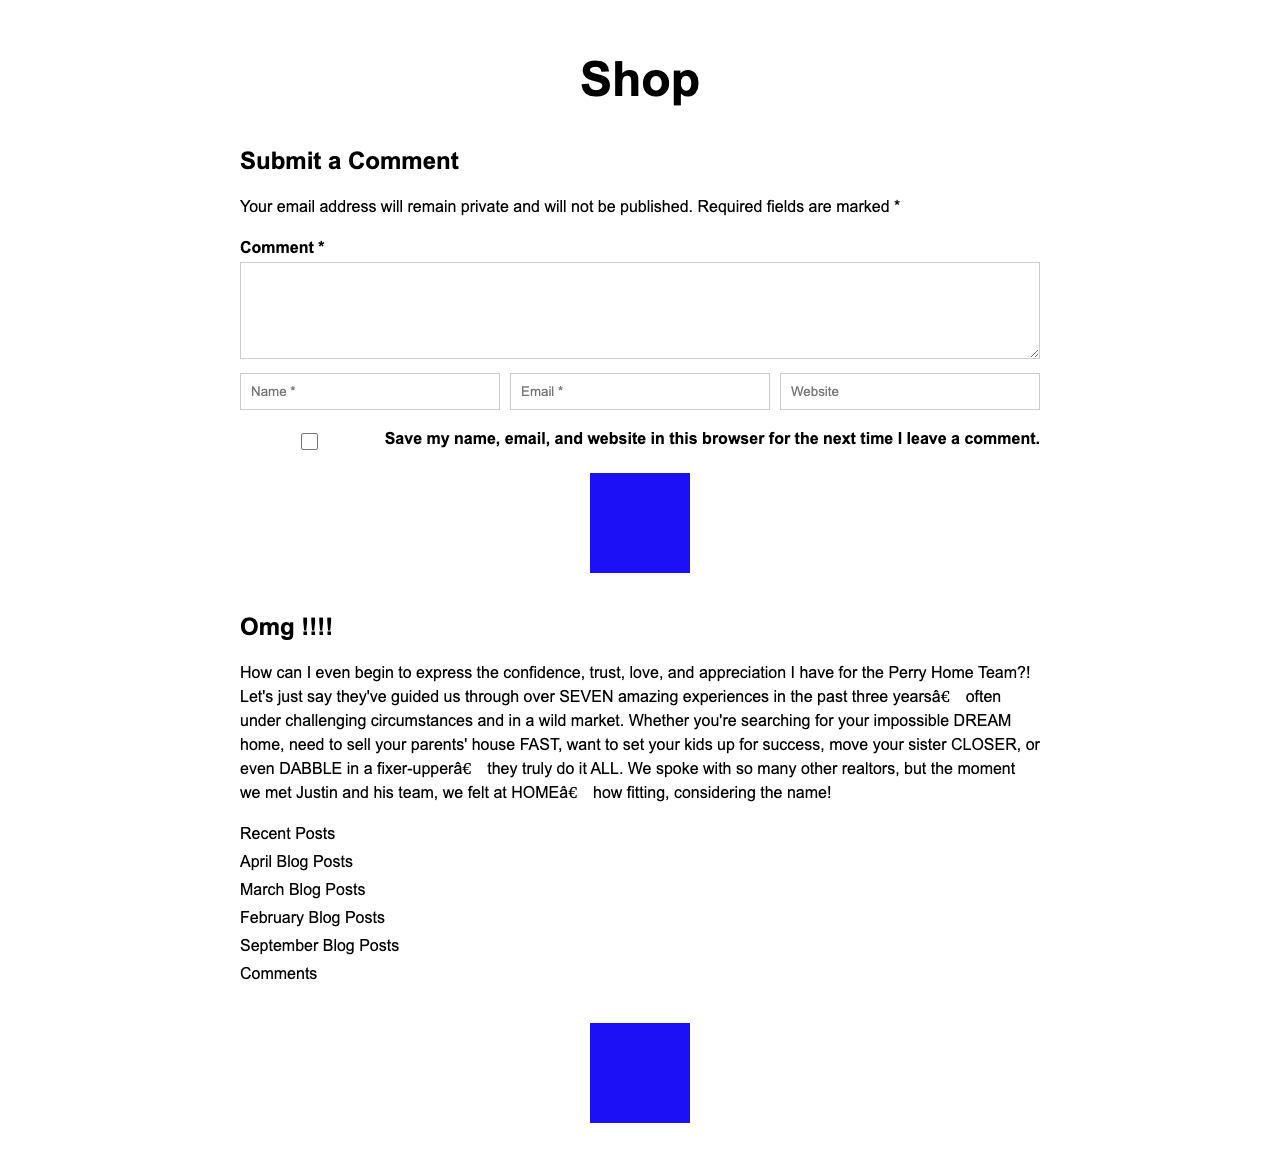 Shop
Submit a Comment
Your email address will remain private and will not be published. Required fields are marked *
Comment *
Name *
Email *
Website
Save my name, email, and website in this browser for the next time I leave a comment.
Omg !!!!
How can I even begin to express the confidence, trust, love, and appreciation I have for the Perry Home Team?!
Let's just say they've guided us through over SEVEN amazing experiences in the past three yearsâ€ often
under challenging circumstances and in a wild market. Whether you're searching for your impossible DREAM
home, need to sell your parents' house FAST, want to set your kids up for success, move your sister CLOSER, or
even DABBLE in a fixer-upperâ€ they truly do it ALL. We spoke with so many other realtors, but the moment
we met Justin and his team, we felt at HOMEâ€ how fitting, considering the name!
Recent Posts
April Blog Posts
March Blog Posts
February Blog Posts
September Blog Posts
Comments